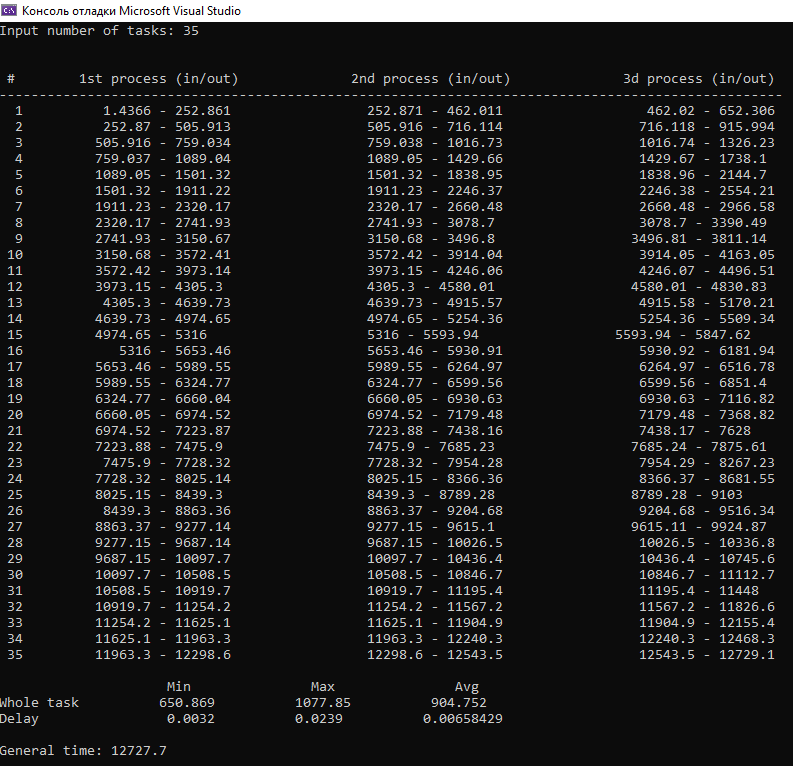 Консоль отладки Microsoft Visual Studio
Input number of tasks: 35
# 1st process (in/out) 2nd process (in/out) 3d process (in/out)
--------------------------------------------------------------------------------------------------
1 1.4366 - 252.861 252.871 - 462.011 462.02 - 652.306
2 252.87 - 505.913 505.916 - 716.114 716.118 - 915.994
3 505.916 - 759.034 759.038 - 1016.73 1016.74 - 1326.23
4 759.037 - 1089.04 1089.05 - 1429.66 1429.67 - 1738.1
5 1089.05 - 1501.32 1501.32 - 1838.95 1838.96 - 2144.7
6 1501.32 - 1911.22 1911.23 - 2246.37 2246.38 - 2554.21
7 1911.23 - 2320.17 2320.17 - 2660.48 2660.48 - 2966.58
8 2320.17 - 2741.93 2741.93 - 3078.7 3078.7 - 3390.49
9 2741.93 - 3150.67 3150.68 - 3496.8 3496.81 - 3811.14
10 3150.68 - 3572.41 3572.42 - 3914.04 3914.05 - 4163.05
11 3572.42 - 3973.14 3973.15 - 4246.06 4246.07 - 4496.51
12 3973.15 - 4305.3 4305.3 - 4580.01 4580.01 - 4830.83
13 4305.3 - 4639.73 4639.73 - 4915.57 4915.58 - 5170.21
14 4639.73 - 4974.65 4974.65 - 5254.36 5254.36 - 5509.34
15 4974.65 - 5316 5316 - 5593.94 5593.94 - 5847.62
16 5316 - 5653.46 5653.46 - 5930.91 5930.92 - 6181.94
17 5653.46 - 5989.55 5989.55 - 6264.97 6264.97 - 6516.78
18 5989.55 - 6324.77 6324.77 - 6599.56 6599.56 - 6851.4
19 6324.77 - 6660.04 6660.05 - 6930.63 6930.63 - 7116.82
20 6660.05 - 6974.52 6974.52 - 7179.48 7179.48 - 7368.82
21 6974.52 - 7223.87 7223.88 - 7438.16 7438.17 - 7628
22 7223.88 - 7475.9 7475.9 - 7685.23 7685.24 - 7875.61
23 7475.9 - 7728.32 7728.32 - 7954.28 7954.29 - 8267.23
24 7728.32 - 8025.14 8025.15 - 8366.36 8366.37 - 8681.55
25 8025.15 - 8439.3 8439.3 - 8789.28 8789.28 - 9103
26 8439.3 - 8863.36 8863.37 - 9204.68 9204.68 - 9516.34
27 8863.37 - 9277.14 9277.15 - 9615.1 9615.11 - 9924.87
28 9277.15 - 9687.14 9687.15 - 10026.5 10026.5 - 10336.8
29 9687.15 - 10097.7 10097.7 - 10436.4 10436.4 - 10745.6
30 10097.7 - 10508.5 10508.5 - 10846.7 10846.7 - 11112.7
31 10508.5 - 10919.7 10919.7 - 11195.4 11195.4 - 11448
32 10919.7 - 11254.2 11254.2 - 11567.2 11567.2 - 11826.6
33 11254.2 - 11625.1 11625.1 - 11904.9 11904.9 - 12155.4
34 11625.1 - 11963.3 11963.3 - 12240.3 12240.3 - 12468.3
35 11963.3 - 12298.6 12298.6 - 12543.5 12543.5 - 12729.1
Min Max Avg
Whole task 650.869 1077.85 904.752
Delay 0.0032 0.0239 0.00658429
General time: 12727.7